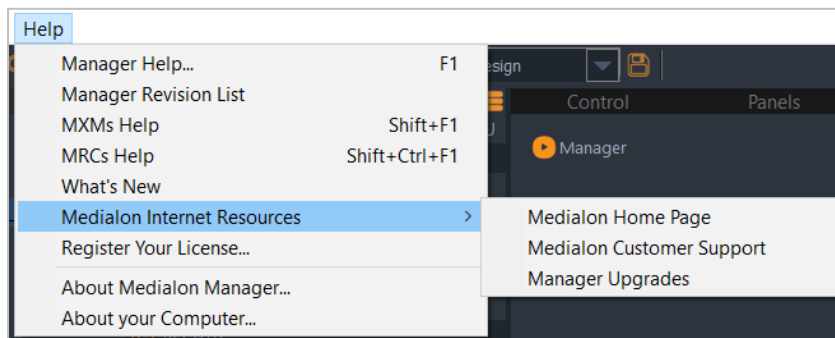 Help
Manager Help... F1
Manager Revision List
MXMs Help Shift+F1
MRCs Help Shift+Ctrl+F1
What's New
Medialon Internet Resources >
Register Your License...
About Medialon Manager...
About your Computer...
Control Panels
Manager
Medialon Home Page
Medialon Customer Support
Manager Upgrades